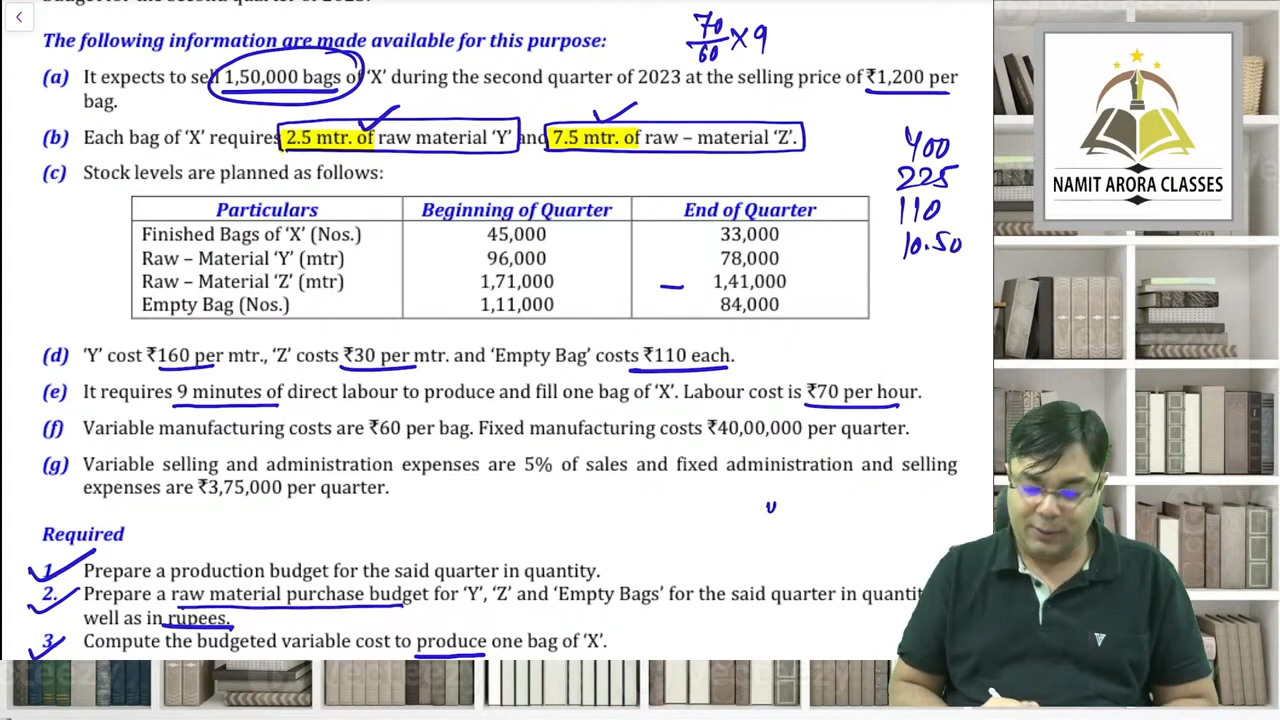 The following information are made available for this purpose:
70/60 × 9
(a) It expects to sell 1,50,000 bags of 'X' during the second quarter of 2023 at the selling price of ₹1,200 per
bag.
(b) Each bag of 'X' requires 2.5 mtr. of raw material 'Y' and 7.5 mtr. of raw – material 'Z'.
(c) Stock levels are planned as follows:
Particulars Beginning of Quarter End of Quarter
Finished Bags of 'X' (Nos.) 45,000 33,000
Raw – Material 'Y' (mtr) 96,000 78,000
Raw – Material 'Z' (mtr) 1,71,000 1,41,000
Empty Bag (Nos.) 1,11,000 84,000
400
225
110
10.50
(d) 'Y' cost ₹160 per mtr., 'Z' costs ₹30 per mtr. and 'Empty Bag' costs ₹110 each.
(e) It requires 9 minutes of direct labour to produce and fill one bag of 'X'. Labour cost is ₹70 per hour.
(f) Variable manufacturing costs are ₹60 per bag. Fixed manufacturing costs ₹40,00,000 per quarter.
(g) Variable selling and administration expenses are 5% of sales and fixed administration and selling
expenses are ₹3,75,000 per quarter.
Required
1. Prepare a production budget for the said quarter in quantity.
2. Prepare a raw material purchase budget for 'Y', 'Z' and 'Empty Bags' for the said quarter in quantit
well as in rupees.
3. Compute the budgeted variable cost to produce one bag of 'X'.
NAMIT ARORA CLASSES